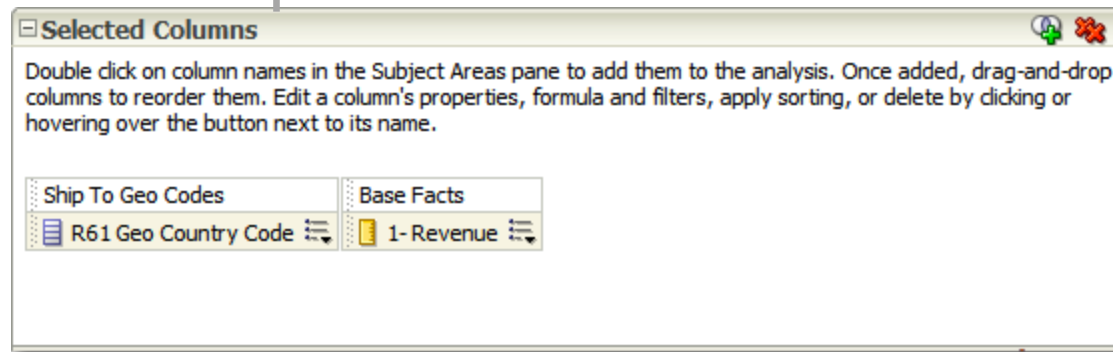 Selected Columns
Double click on column names in the Subject Areas pane to add them to the analysis. Once added, drag-and-drop
columns to reorder them. Edit a column's properties, formula and filters, apply sorting, or delete by clicking or
hovering over the button next to its name.
Ship To Geo Codes Base Facts
R61 Geo Country Code 1- Revenue